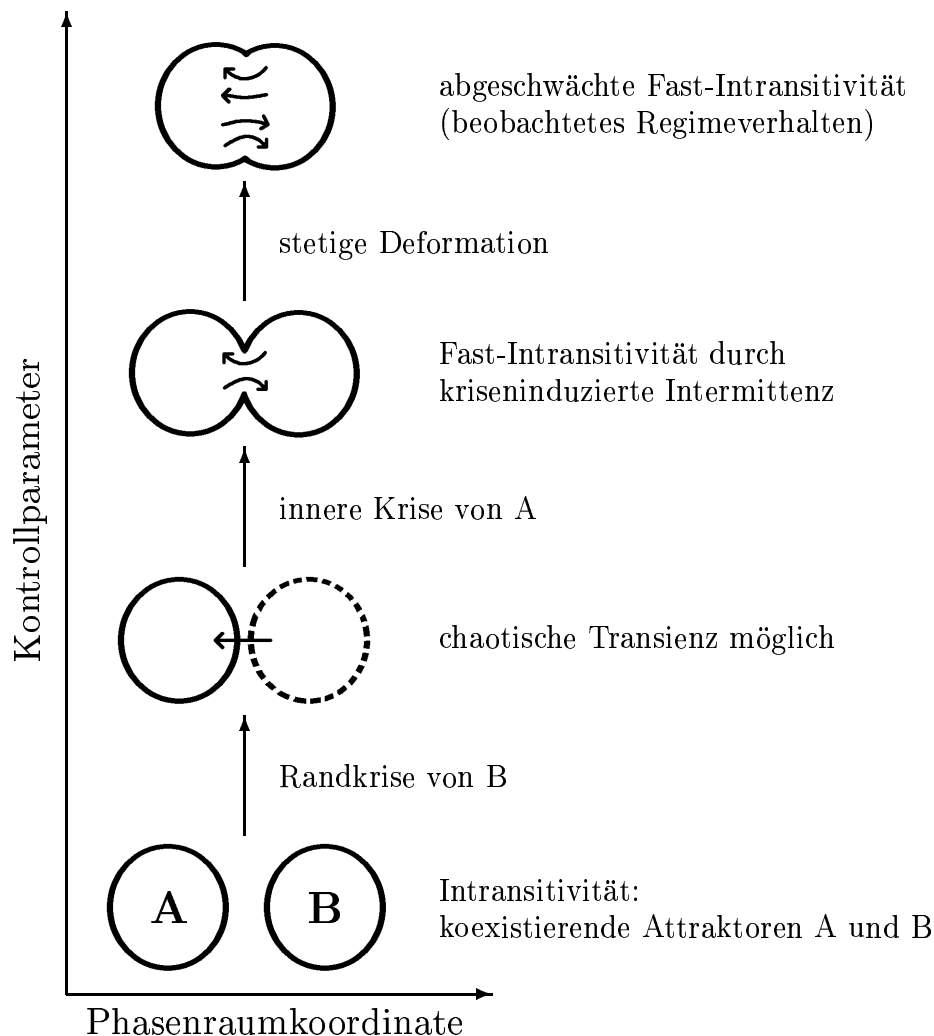 abgeschwächte Fast-Intransitivität
(beobachtetes Regimeverhalten)
stetige Deformation
Fast-Intransitivität durch
kriseninduzierte Intermittenz
innere Krise von A
chaotische Transienz möglich
Randkrise von B
A
B
Intransitivität:
koexistierende Attraktoren A und B
Kontrollparameter
Phasenraumkoordinate